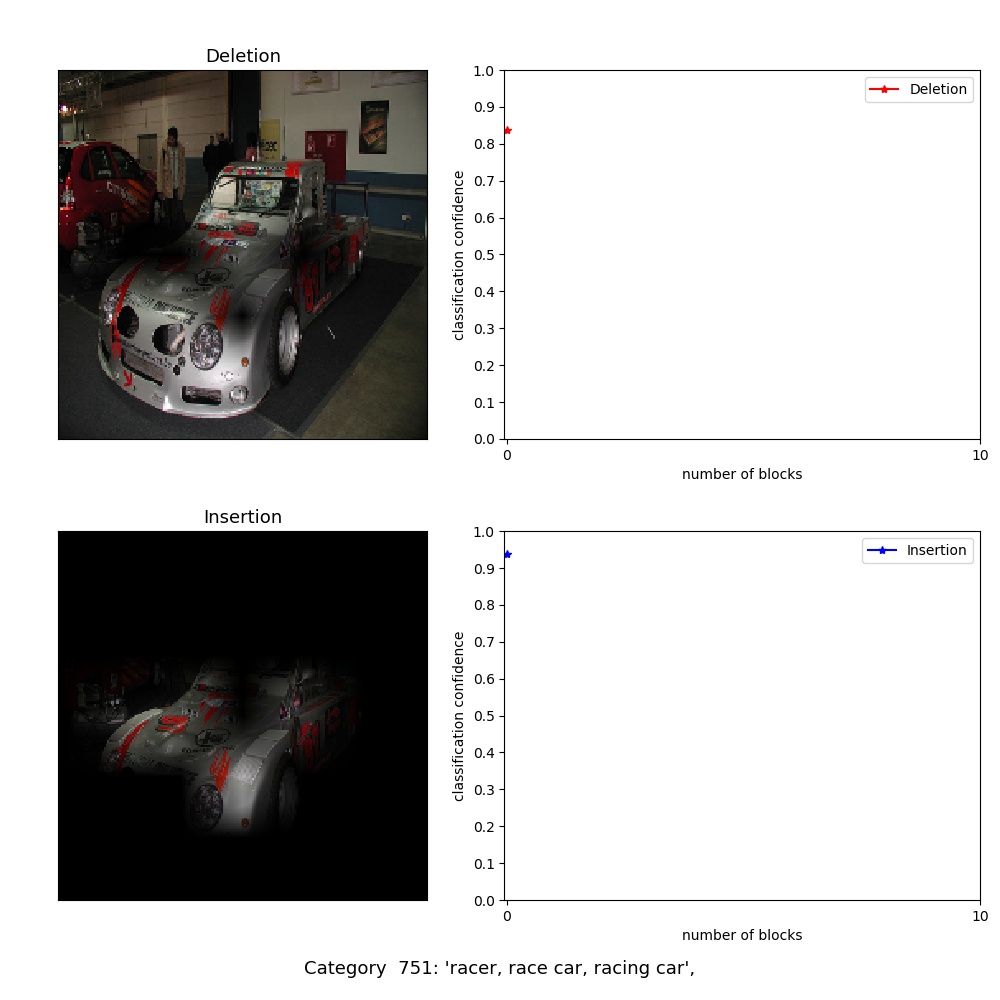 Deletion
1.0
0.9
0.8
0.7
0.6
0.5
0.4
0.3
0.2
0.1
0.0
classification confidence
Deletion
0
10
number of blocks
Insertion
1.0
0.9
0.8
0.7
0.6
0.5
0.4
0.3
0.2
0.1
0.0
classification confidence
Insertion
0
10
number of blocks
Category  751: 'racer, race car, racing car',